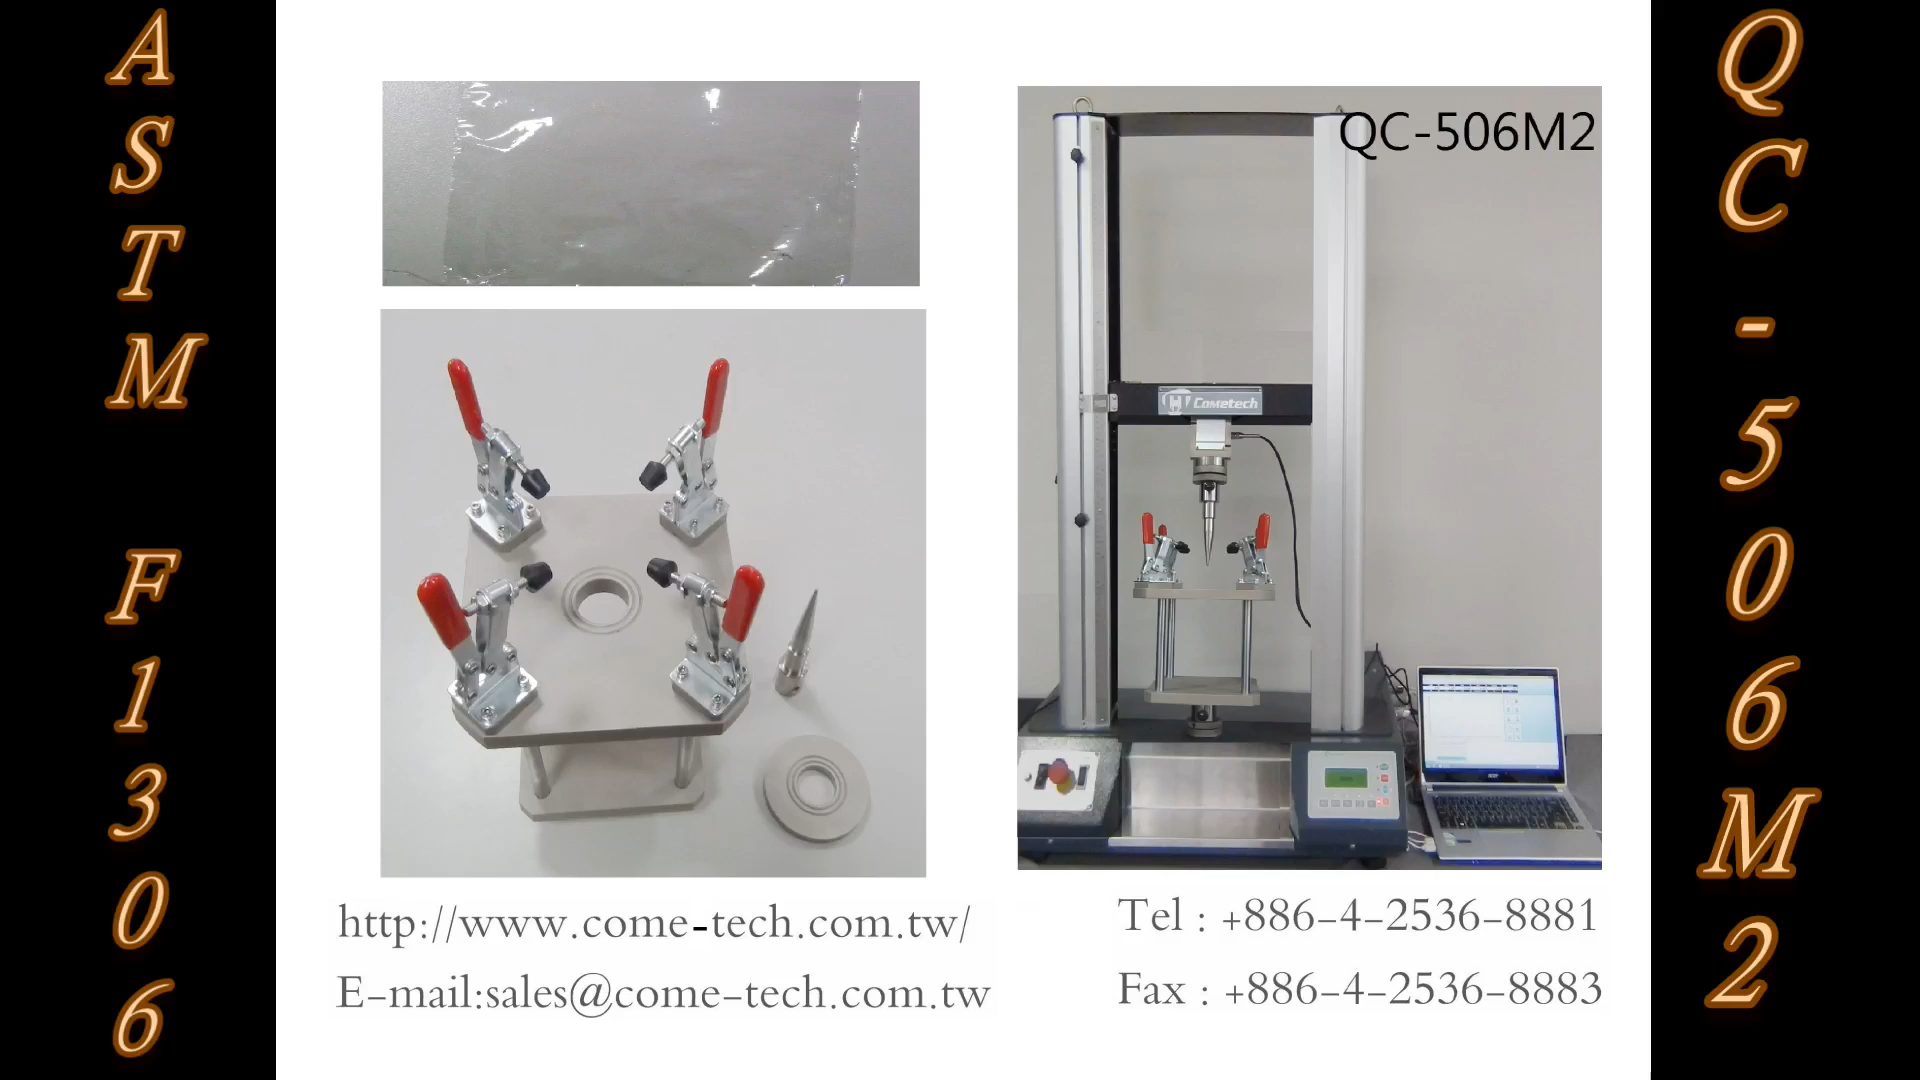 ASTM F1306
QC-506M2
Cometech
http://www.come-tech.com.tw/
E-mail:sales@come-tech.com.tw
Tel : +886-4-2536-8881
Fax : +886-4-2536-8883
QC-506M2